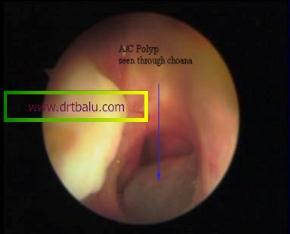 A/C Polyp
seen through choana
www.drtbalu.com